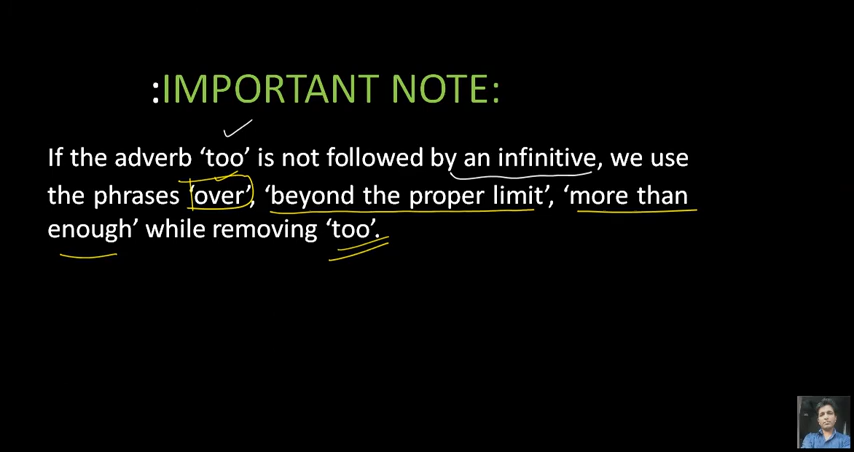 :IMPORTANT NOTE:
If the adverb ‘too’ is not followed by an infinitive, we use
the phrases ‘over’, ‘beyond the proper limit’, ‘more than
enough’ while removing ‘too’.